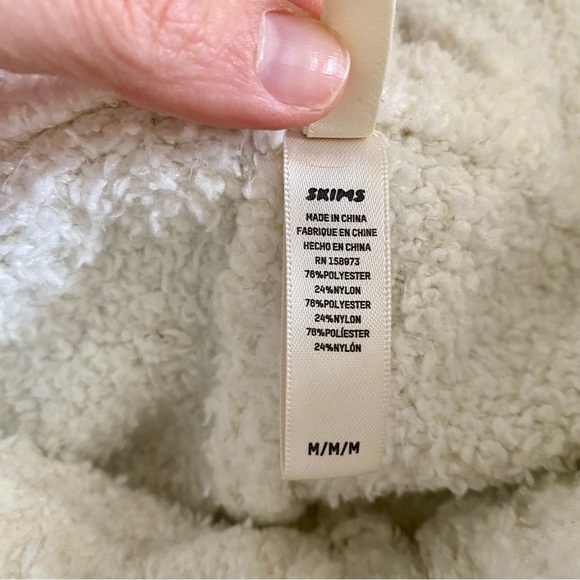 SKIMS
MADE IN CHINA
FABRIQUE EN CHINE
HECHO EN CHINA
RN 158973
76%POLYESTER
24%NYLON
76%POLYESTER
24%NYLON
76%POLÍESTER
24%NYLÓN
M/M/M